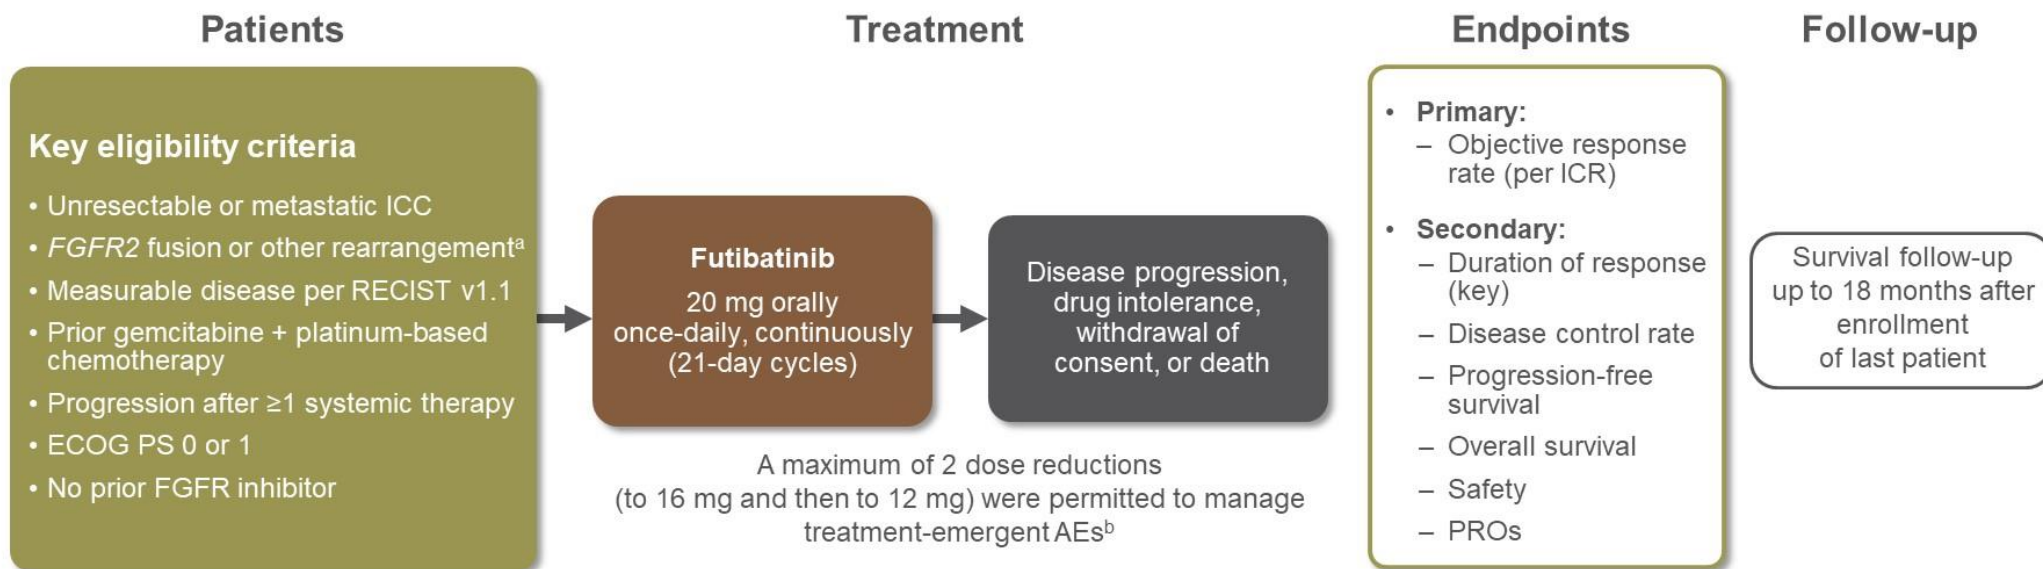 Patients
Treatment
Endpoints
Follow-up
Key eligibility criteria
• Unresectable or metastatic ICC
• FGFR2 fusion or other rearrangementᵃ
• Measurable disease per RECIST v1.1
• Prior gemcitabine + platinum-based
chemotherapy
• Progression after ≥1 systemic therapy
• ECOG PS 0 or 1
• No prior FGFR inhibitor
Futibatinib
20 mg orally
once-daily, continuously
(21-day cycles)
Disease progression,
drug intolerance,
withdrawal of
consent, or death
A maximum of 2 dose reductions
(to 16 mg and then to 12 mg) were permitted to manage
treatment-emergent AEsᵇ
• Primary:
– Objective response
rate (per ICR)
• Secondary:
– Duration of response
(key)
– Disease control rate
– Progression-free
survival
– Overall survival
– Safety
– PROs
Survival follow-up
up to 18 months after
enrollment
of last patient